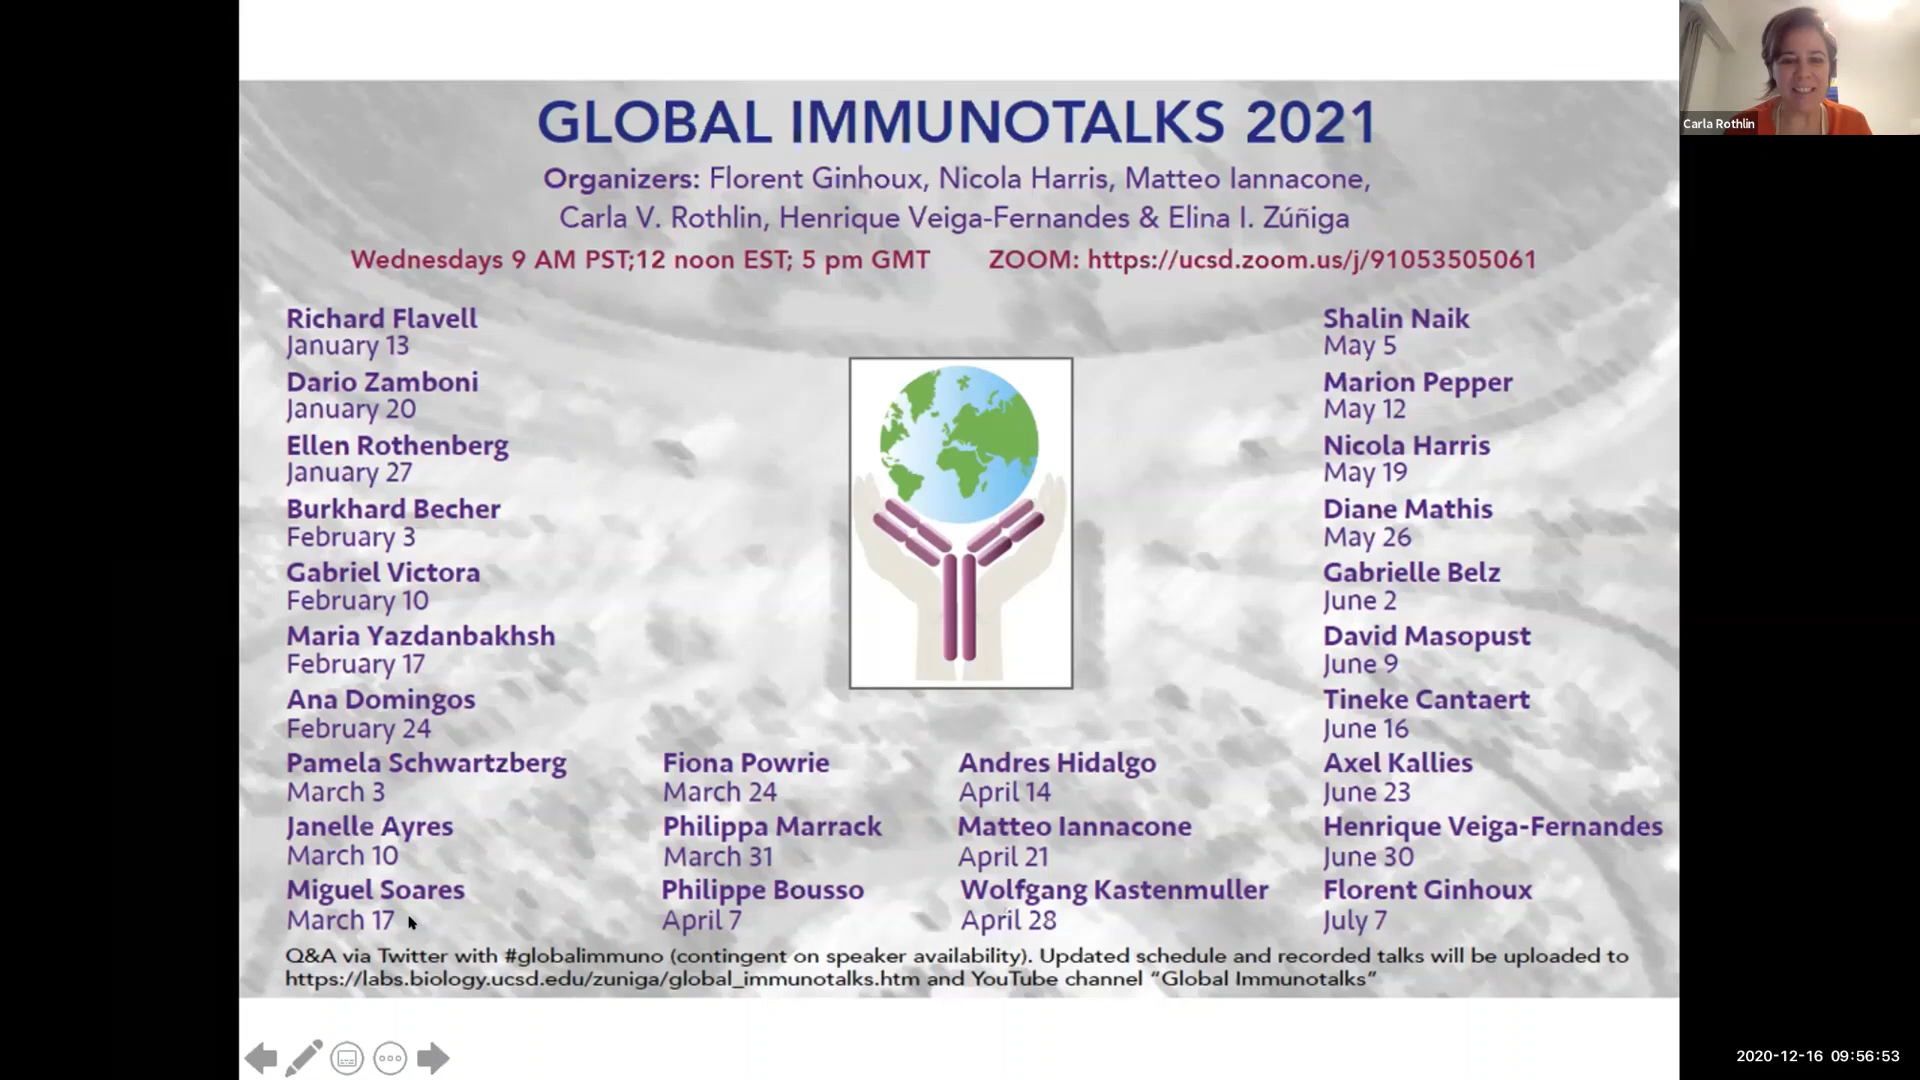 GLOBAL IMMUNOTALKS 2021
Organizers: Florent Ginhoux, Nicola Harris, Matteo Iannacone,
Carla V. Rothlin, Henrique Veiga-Fernandes & Elina I. Zúñiga
Wednesdays 9 AM PST;12 noon EST; 5 pm GMT ZOOM: https://ucsd.zoom.us/j/91053505061
Richard Flavell
January 13
Dario Zamboni
January 20
Ellen Rothenberg
January 27
Burkhard Becher
February 3
Gabriel Victora
February 10
Maria Yazdanbakhsh
February 17
Ana Domingos
February 24
Pamela Schwartzberg
March 3
Janelle Ayres
March 10
Miguel Soares
March 17
Fiona Powrie
March 24
Philippa Marrack
March 31
Philippe Bousso
April 7
Andres Hidalgo
April 14
Matteo Iannacone
April 21
Wolfgang Kastenmuller
April 28
Shalin Naik
May 5
Marion Pepper
May 12
Nicola Harris
May 19
Diane Mathis
May 26
Gabrielle Belz
June 2
David Masopust
June 9
Tineke Cantaert
June 16
Axel Kallies
June 23
Henrique Veiga-Fernandes
June 30
Florent Ginhoux
July 7
Q&A via Twitter with #globalimmuno (contingent on speaker availability). Updated schedule and recorded talks will be uploaded to
https://labs.biology.ucsd.edu/zuniga/global_immunotalks.htm and YouTube channel “Global Immunotalks”
Carla Rothlin
2020-12-16 09:56:53